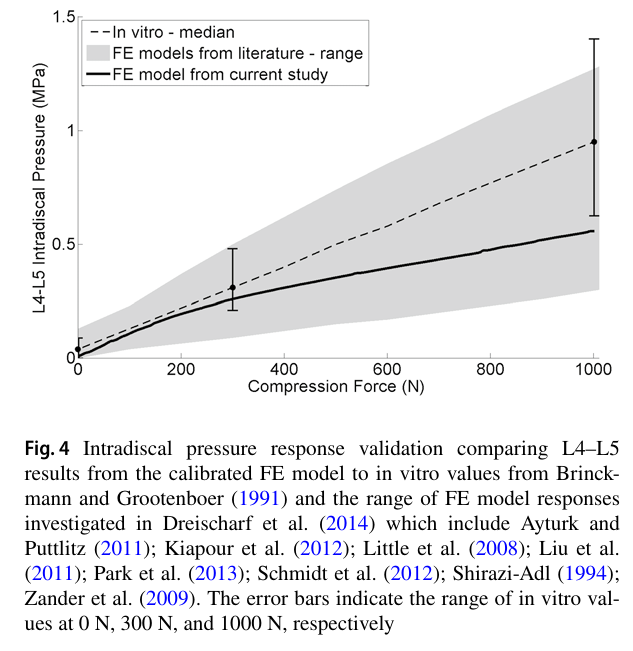 1.5
In vitro - median
FE models from literature - range
FE model from current study
1
0.5
0
L4-L5 Intradiscal Pressure (MPa)
0 200 400 600 800 1000
Compression Force (N)
Fig. 4 Intradiscal pressure response validation comparing L4–L5
results from the calibrated FE model to in vitro values from Brinck-
mann and Grootenboer (1991) and the range of FE model responses
investigated in Dreischarf et al. (2014) which include Ayturk and
Puttlitz (2011); Kiapour et al. (2012); Little et al. (2008); Liu et al.
(2011); Park et al. (2013); Schmidt et al. (2012); Shirazi-Adl (1994);
Zander et al. (2009). The error bars indicate the range of in vitro val-
ues at 0 N, 300 N, and 1000 N, respectively